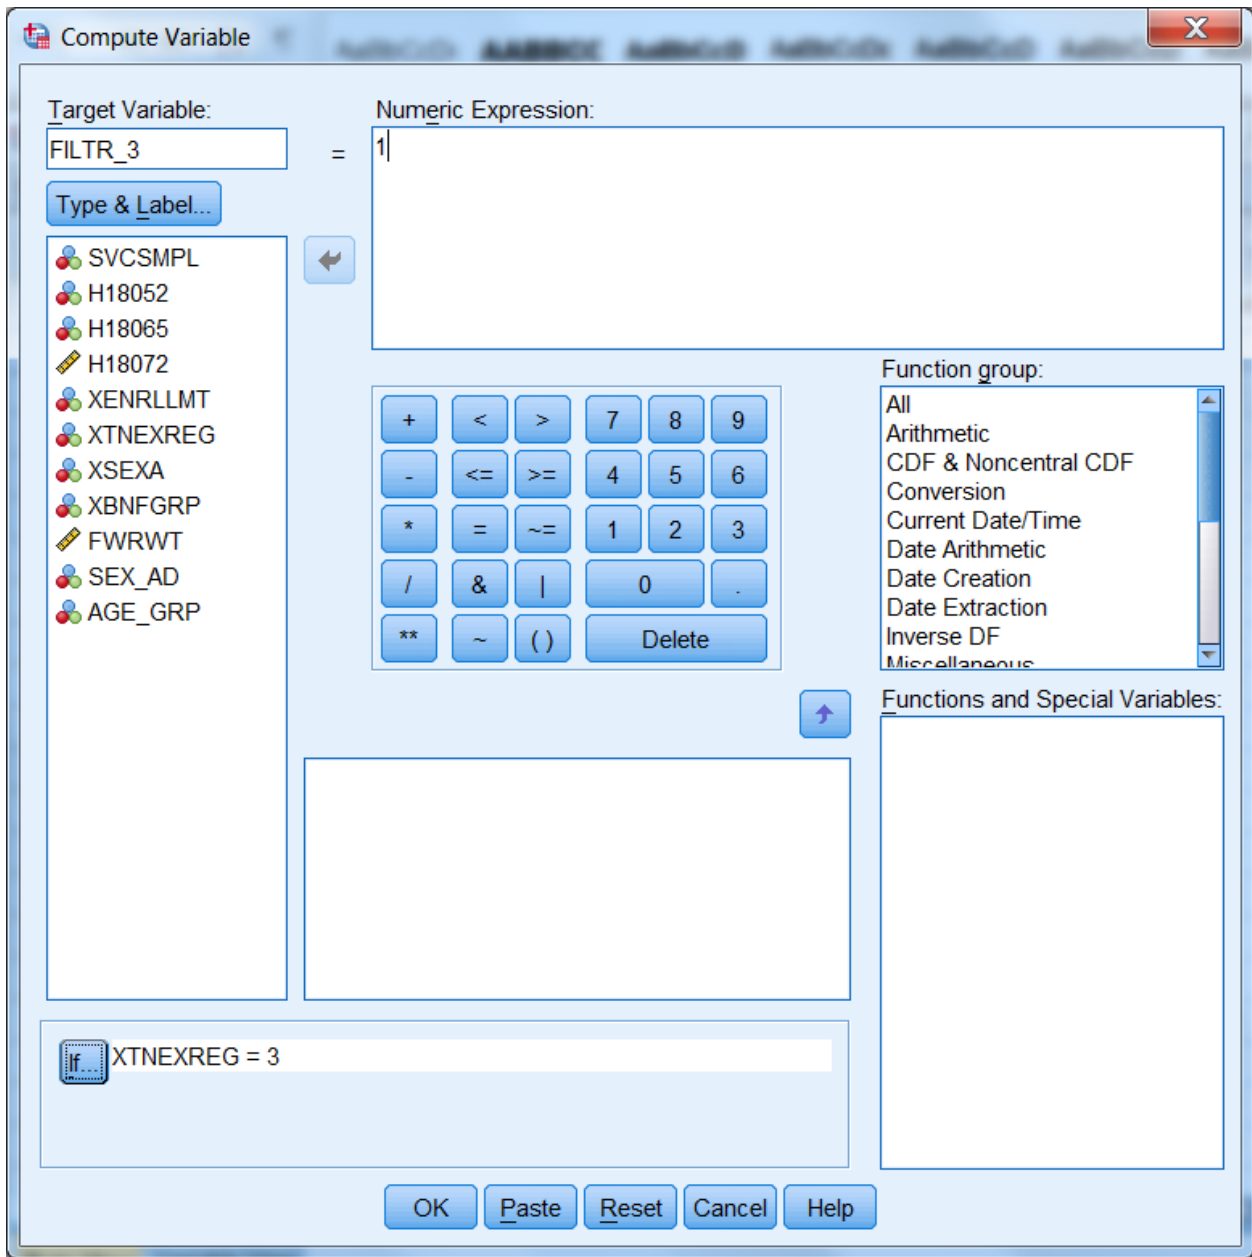 Compute Variable
Target Variable:
FILTR_3
=
Numeric Expression:
1
Type & Label...
SVCSMPL
H18052
H18065
H18072
XENRLLMT
XTNEXREG
XSEXA
XBNFGRP
FWRWT
SEX_AD
AGE_GRP
+ < > 7 8 9
- <= >= 4 5 6
* = ~= 1 2 3
/ & | 0 .
** ~ ( ) Delete
Function group:
All
Arithmetic
CDF & Noncentral CDF
Conversion
Current Date/Time
Date Arithmetic
Date Creation
Date Extraction
Inverse DF
Miscellaneous
Functions and Special Variables:
If... XTNEXREG = 3
OK Paste Reset Cancel Help